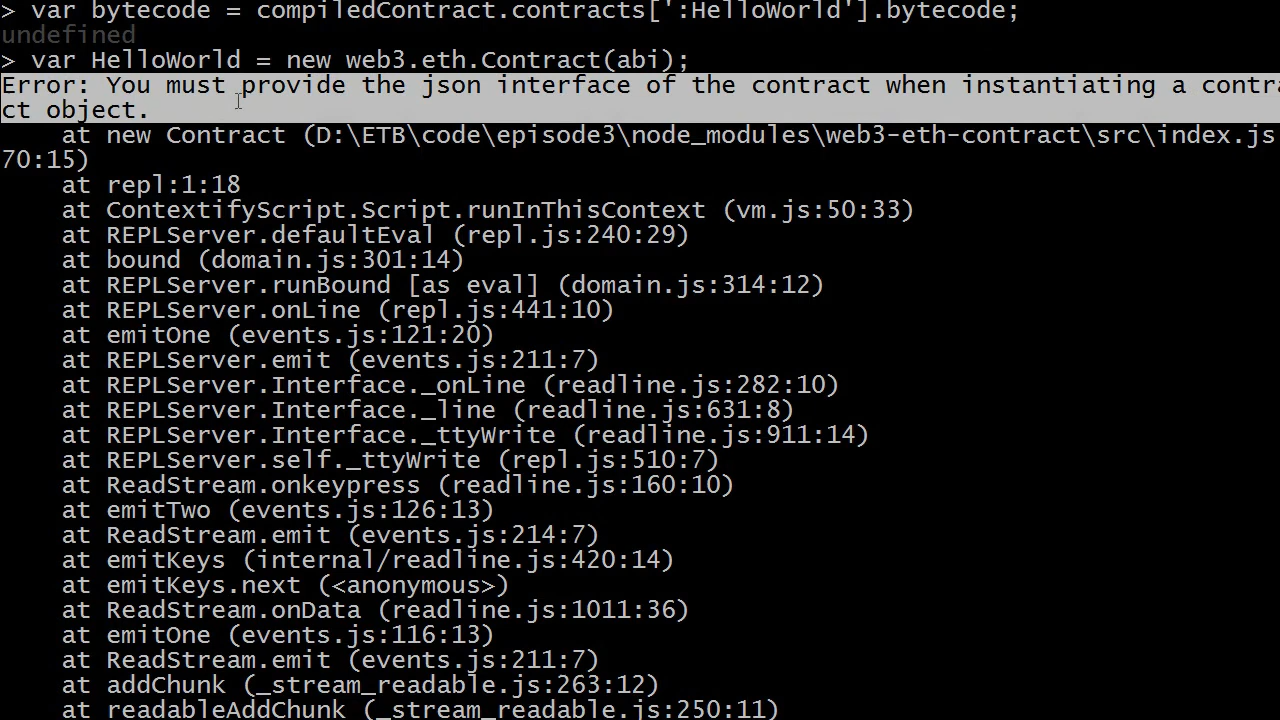 > var bytecode = compiledContract.contracts[':HelloWorld'].bytecode;
undefined
> var HelloWorld = new web3.eth.Contract(abi);
Error: You must provide the json interface of the contract when instantiating a contra
ct object.
    at new Contract (D:\ETB\code\episode3\node_modules\web3-eth-contract\src\index.js
70:15)
    at repl:1:18
    at ContextifyScript.Script.runInThisContext (vm.js:50:33)
    at REPLServer.defaultEval (repl.js:240:29)
    at bound (domain.js:301:14)
    at REPLServer.runBound [as eval] (domain.js:314:12)
    at REPLServer.onLine (repl.js:441:10)
    at emitOne (events.js:121:20)
    at REPLServer.emit (events.js:211:7)
    at REPLServer.Interface._onLine (readline.js:282:10)
    at REPLServer.Interface._line (readline.js:631:8)
    at REPLServer.Interface._ttyWrite (readline.js:911:14)
    at REPLServer.self._ttyWrite (repl.js:510:7)
    at ReadStream.onkeypress (readline.js:160:10)
    at emitTwo (events.js:126:13)
    at ReadStream.emit (events.js:214:7)
    at emitKeys (internal/readline.js:420:14)
    at emitKeys.next (<anonymous>)
    at ReadStream.onData (readline.js:1011:36)
    at emitOne (events.js:116:13)
    at ReadStream.emit (events.js:211:7)
    at addChunk (_stream_readable.js:263:12)
    at readableAddChunk (_stream_readable.js:250:11)